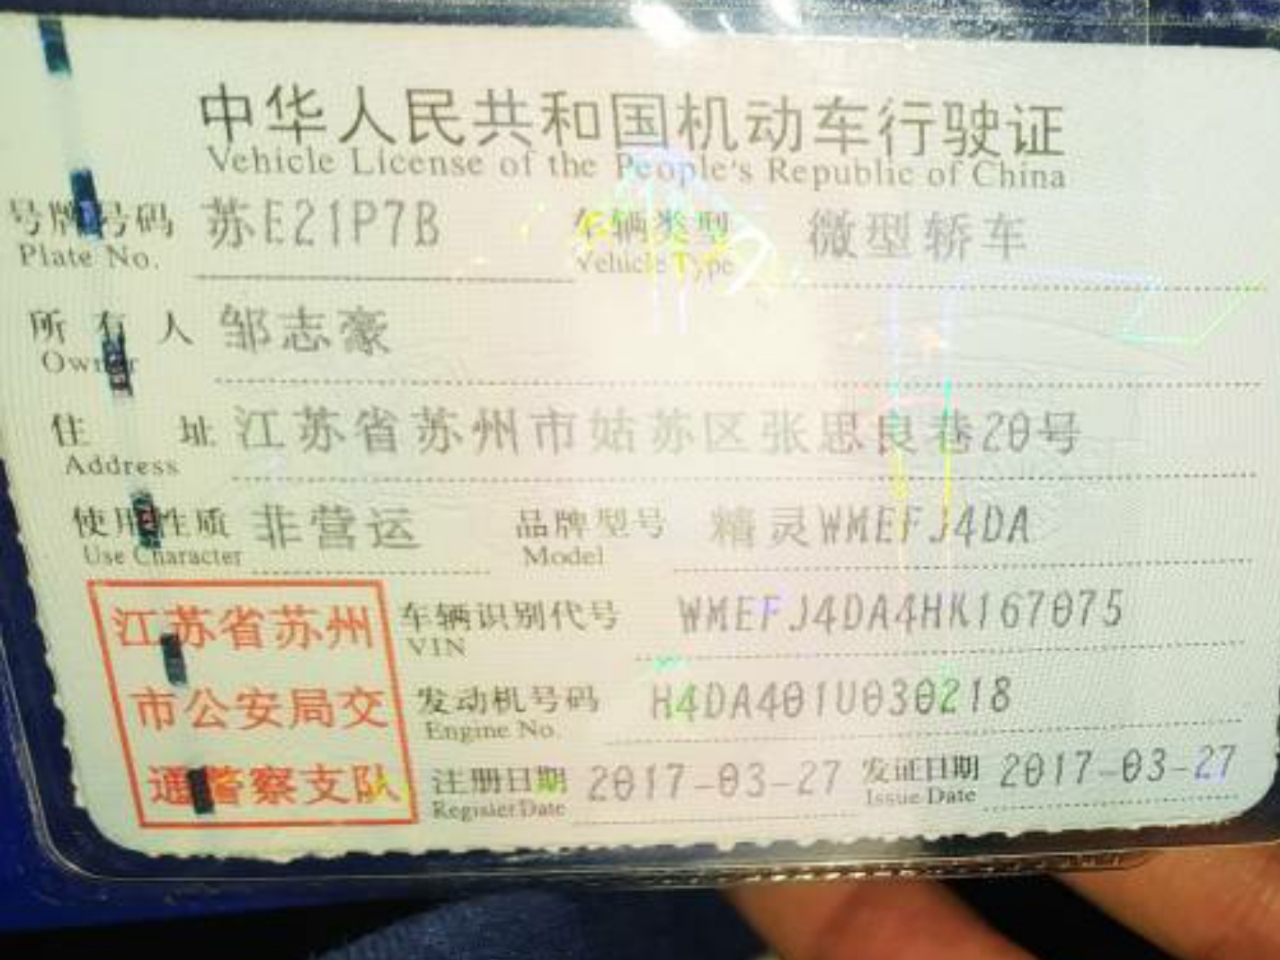 中华人民共和国机动车行驶证
Vehicle License of the People's Republic of China
号牌号码 苏E21P7B 车辆类型 微型轿车
Plate No. Vehicle Type
所有人 邹志豪
Owner
住址 江苏省苏州市姑苏区张思良巷20号
Address
使用性质 非营运 品牌型号 精灵WMEFJ4DA
Use Character Model
江苏省苏州
市公安局交
通警察支队
车辆识别代号 WMEFJ4DA4HK167075
VIN
发动机号码 H4DA401U030218
Engine No.
注册日期 2017-03-27 发证日期 2017-03-27
Register Date Issue Date